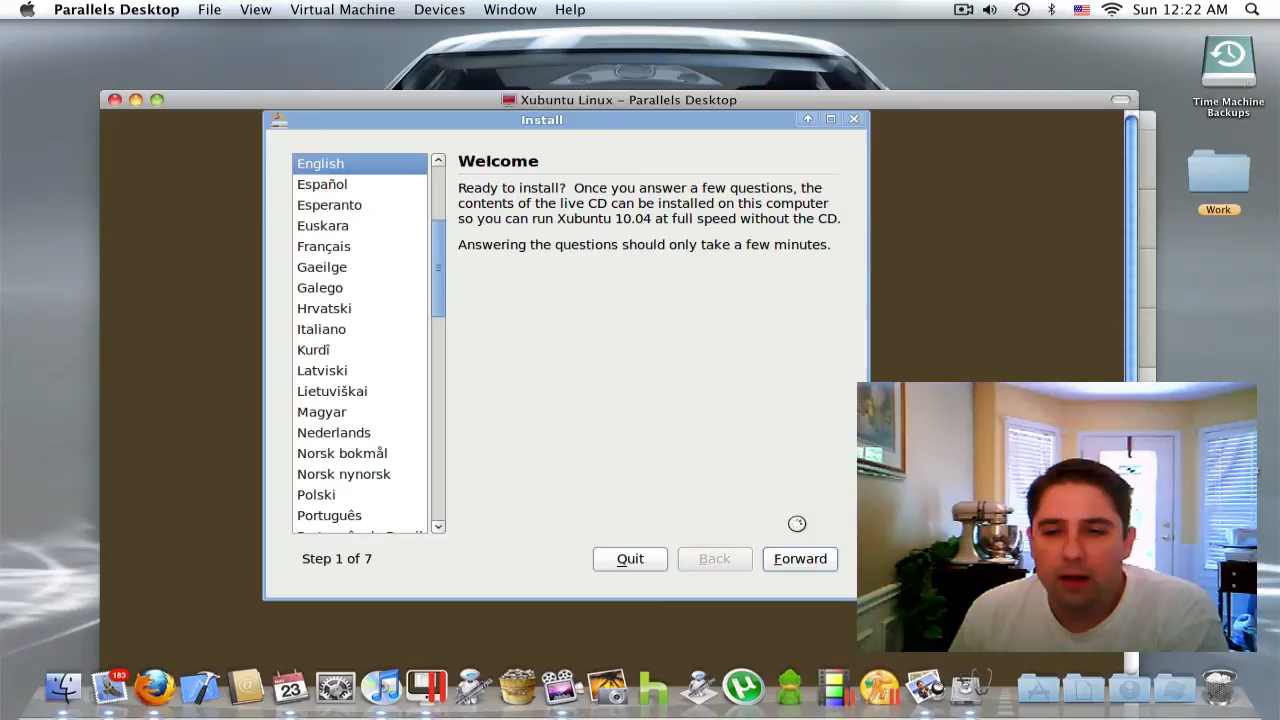 Parallels Desktop File View Virtual Machine Devices Window Help Sun 12:22 AM
Time Machine
Backups
Work
Xubuntu Linux – Parallels Desktop
Install
English
Español
Esperanto
Euskara
Français
Gaeilge
Galego
Hrvatski
Italiano
Kurdî
Latviski
Lietuviškai
Magyar
Nederlands
Norsk bokmål
Norsk nynorsk
Polski
Português
Welcome
Ready to install? Once you answer a few questions, the
contents of the live CD can be installed on this computer
so you can run Xubuntu 10.04 at full speed without the CD.
Answering the questions should only take a few minutes.
Step 1 of 7
Quit Back Forward
183
23